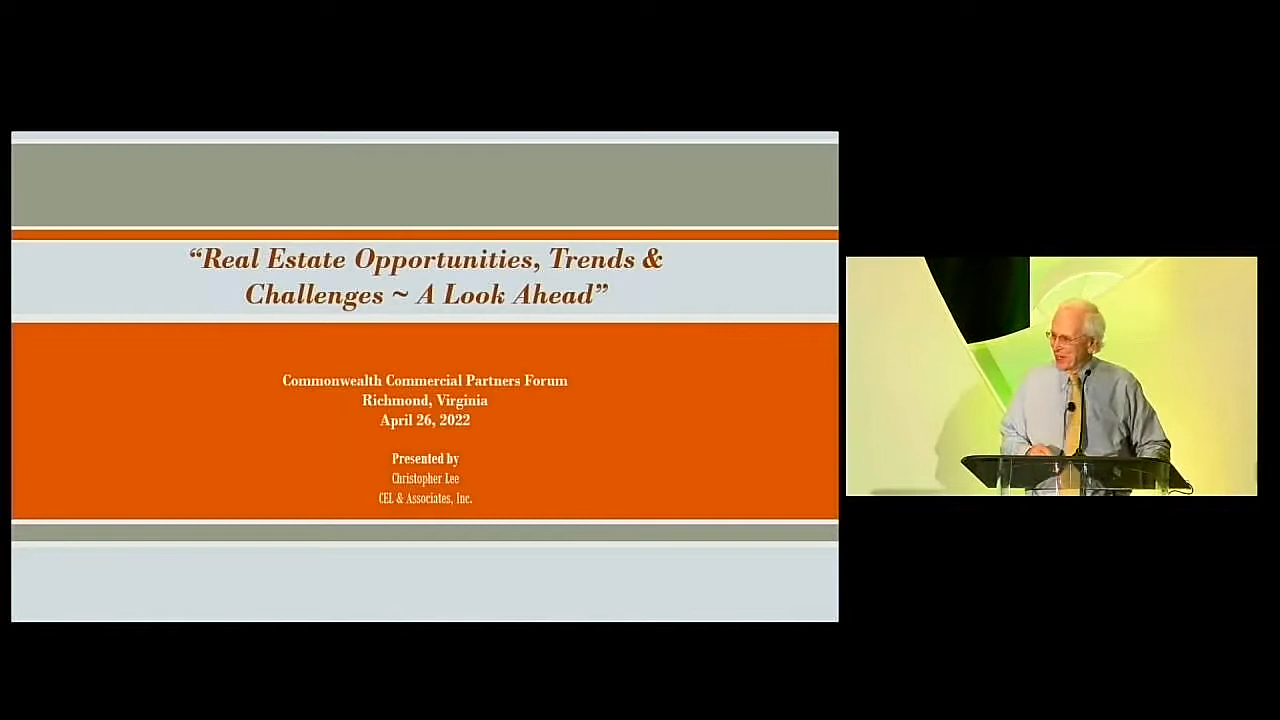 “Real Estate Opportunities, Trends &
Challenges ~ A Look Ahead”
Commonwealth Commercial Partners Forum
Richmond, Virginia
April 26, 2022
Presented by
Christopher Lee
CEL & Associates, Inc.